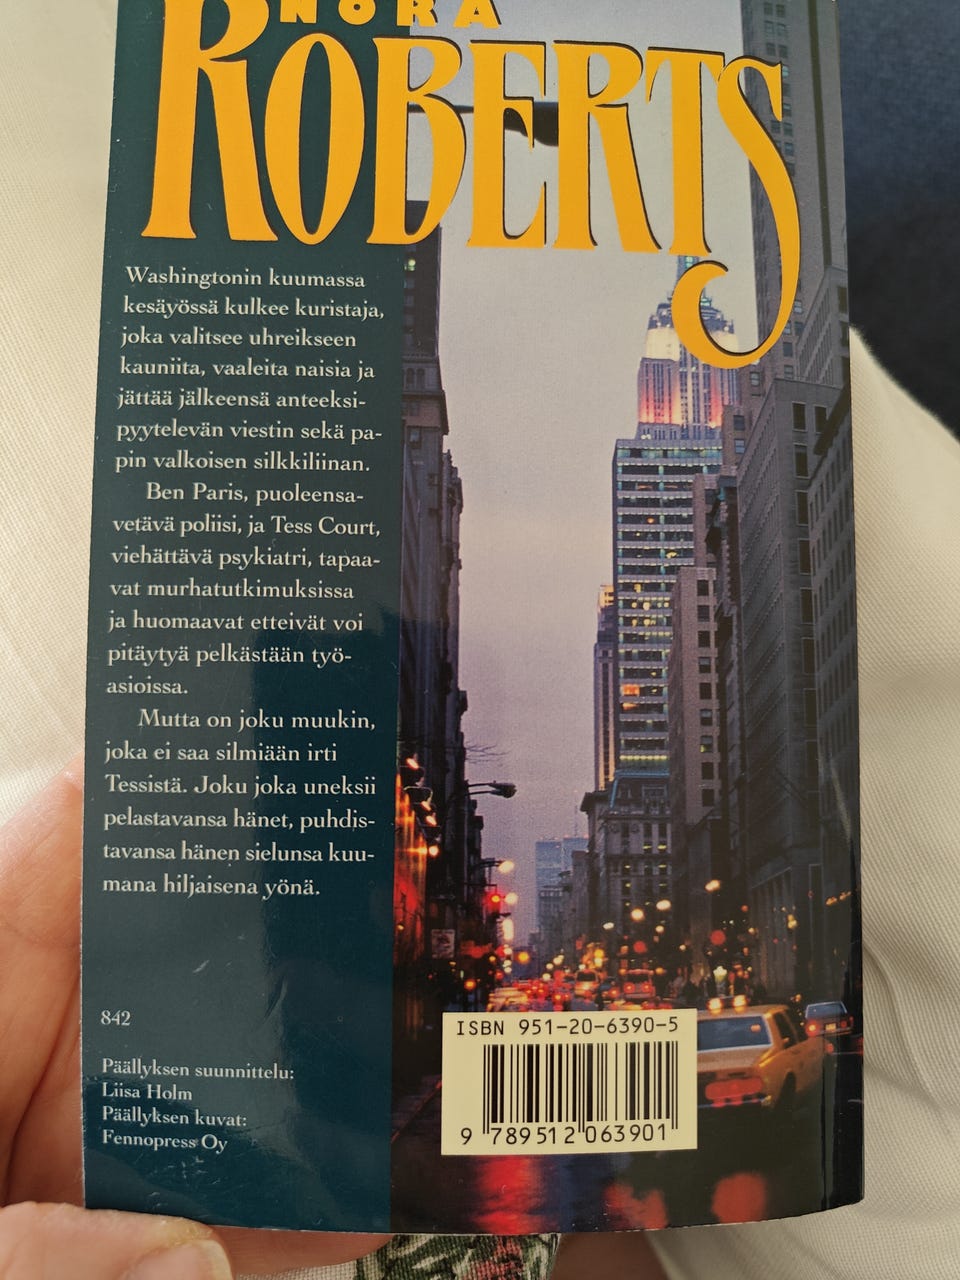 NORA
ROBERTS
Washingtonin kuumassa
kesäyössä kulkee kuristaja,
joka valitsee uhreikseen
kauniita, vaaleita naisia ja
jättää jälkeensä anteeksi-
pyytelevän viestin sekä pa-
pin valkoisen silkkiliinan.
Ben Paris, puoleensa-
vetävä poliisi, ja Tess Court,
viehättävä psykiatri, tapaa-
vat murhatutkimuksissa
ja huomaavat etteivät voi
pitäytyä pelkästään työ-
asioissa.
Mutta on joku muukin,
joka ei saa silmiään irti
Tessistä. Joku joka uneksii
pelastavansa hänet, puhdis-
tavansa hänen sielunsa kuu-
mana hiljaisena yönä.
842
Päällyksen suunnittelu:
Liisa Holm
Päällyksen kuvat:
Fennopress Oy
ISBN 951-20-6390-5
9 789512 063901